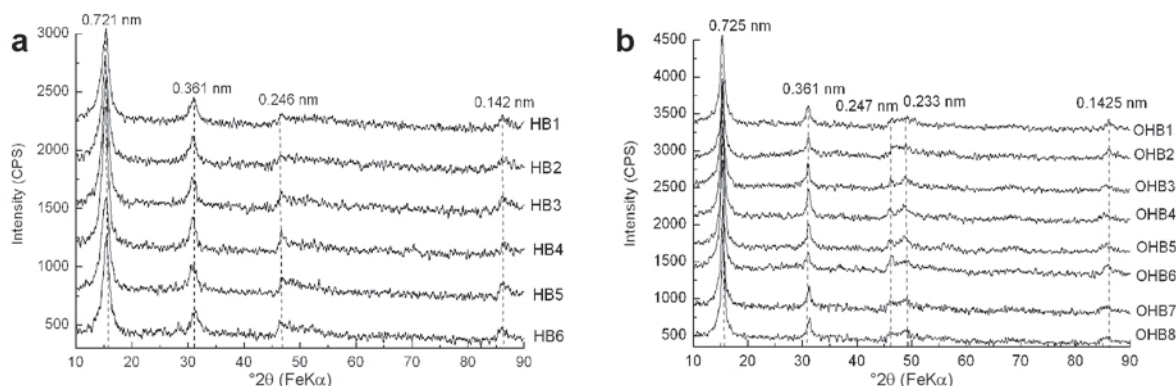 a
0.721 nm
0.361 nm
0.246 nm
0.142 nm
3000
2500
2000
1500
1000
500
Intensity (CPS)
HB1
HB2
HB3
HB4
HB5
HB6
10 20 30 40 50 60 70 80 90
°2θ (FeKα)
b
0.725 nm
0.361 nm
0.247 nm
0.233 nm
0.1425 nm
4500
4000
3500
3000
2500
2000
1500
1000
500
Intensity (CPS)
OHB1
OHB2
OHB3
OHB4
OHB5
OHB6
OHB7
OHB8
10 20 30 40 50 60 70 80 90
°2θ (FeKα)